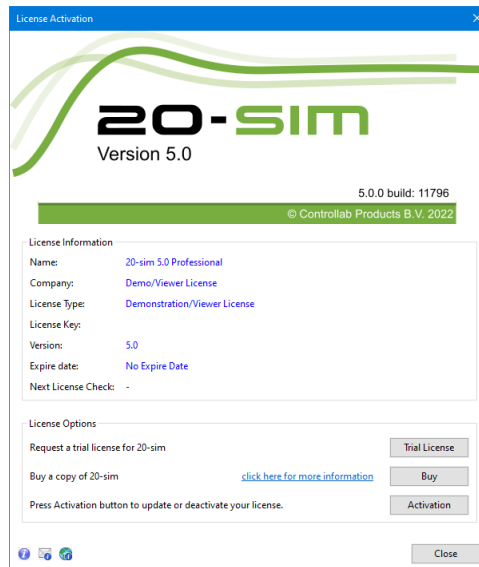 License Activation
20-sim
Version 5.0
5.0.0 build: 11796
© Controllab Products B.V. 2022
License Information
Name: 20-sim 5.0 Professional
Company: Demo/Viewer License
License Type: Demonstration/Viewer License
License Key:
Version: 5.0
Expire date: No Expire Date
Next License Check: -
License Options
Request a trial license for 20-sim Trial License
Buy a copy of 20-sim click here for more information Buy
Press Activation button to update or deactivate your license. Activation
Close